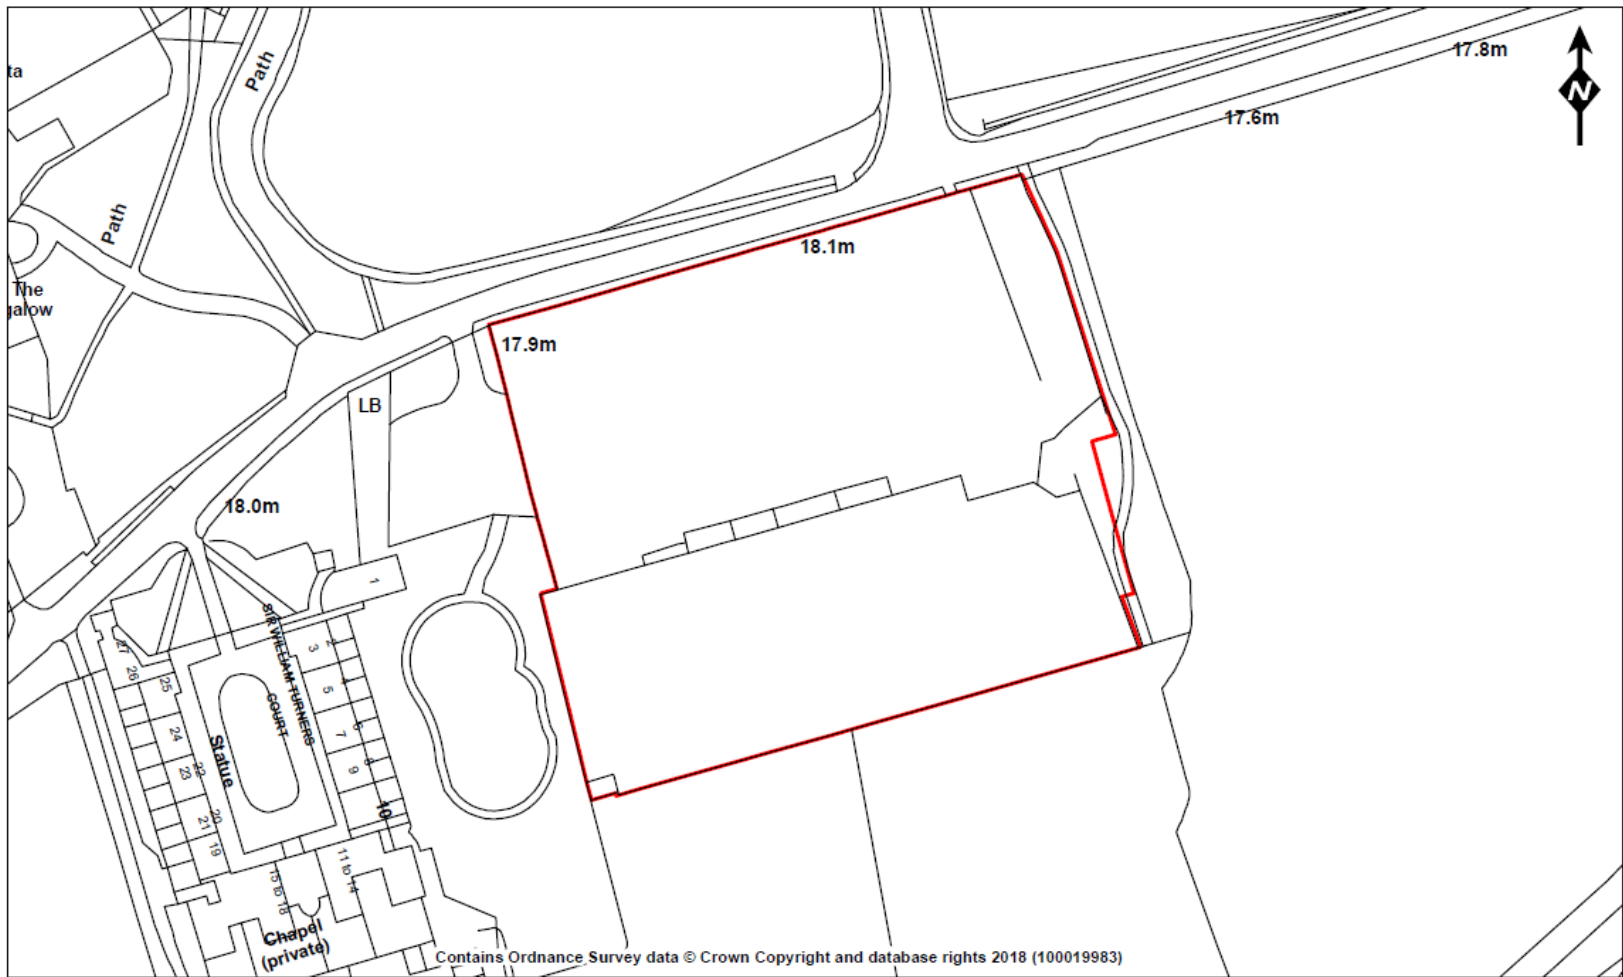 17.8m
N
ta
Path
17.6m
Path
18.1m
The
galow
17.9m
LB
18.0m
1
SIR WILLIAM TURNERS
COURT
2
3
4
5
6
7
8
9
10
27
26
25
24
23
22
Statue
20
21
19
11 to 14
15 to 18
Chapel
(private)
Contains Ordnance Survey data © Crown Copyright and database rights 2018 (100019983)